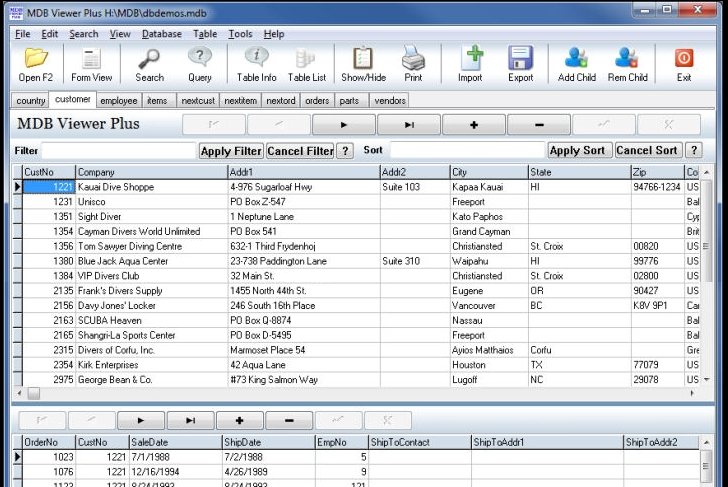 MDB Viewer Plus H:\MDB\dbdemos.mdb
File Edit Search View Database Table Tools Help
Open F2 Form View Search Query Table Info Table List Show/Hide Print Import Export Add Child Rem Child Exit
country customer employee items nextcust nextitem nextord orders parts vendors
MDB Viewer Plus
Filter Apply Filter Cancel Filter ? Sort Apply Sort Cancel Sort ?
CustNo Company Addr1 Addr2 City State Zip Co
1221 Kauai Dive Shoppe 4-976 Sugarloaf Hwy Suite 103 Kapaa Kauai HI 94766-1234 US
1231 Unisco PO Box Z-547 Freeport Bal
1351 Sight Diver 1 Neptune Lane Kato Paphos Cyp
1354 Cayman Divers World Unlimited PO Box 541 Grand Cayman Brit
1356 Tom Sawyer Diving Centre 632-1 Third Frydenhoj Christiansted St. Croix 00820 US
1380 Blue Jack Aqua Center 23-738 Paddington Lane Suite 310 Waipahu HI 99776 US
1384 VIP Divers Club 32 Main St. Christiansted St. Croix 02800 US
2135 Frank's Divers Supply 1455 North 44th St. Eugene OR 90427 US
2156 Davy Jones' Locker 246 South 16th Place Vancouver BC K8V 9P1 Car
2163 SCUBA Heaven PO Box Q-8874 Nassau Bal
2165 Shangri-La Sports Center PO Box D-5495 Freeport Bal
2315 Divers of Corfu, Inc. Marmoset Place 54 Ayios Matthaios Corfu Gre
2354 Kirk Enterprises 42 Aqua Lane Houston TX 77079 US
2975 George Bean & Co. #73 King Salmon Way Lugoff NC 29078 US
OrderNo CustNo SaleDate ShipDate EmpNo ShipToContact ShipToAddr1 ShipToAddr2
1023 1221 7/1/1988 7/2/1988 5
1076 1221 12/16/1994 4/26/1989 9
1123 1221 8/24/1993 8/24/1993 121